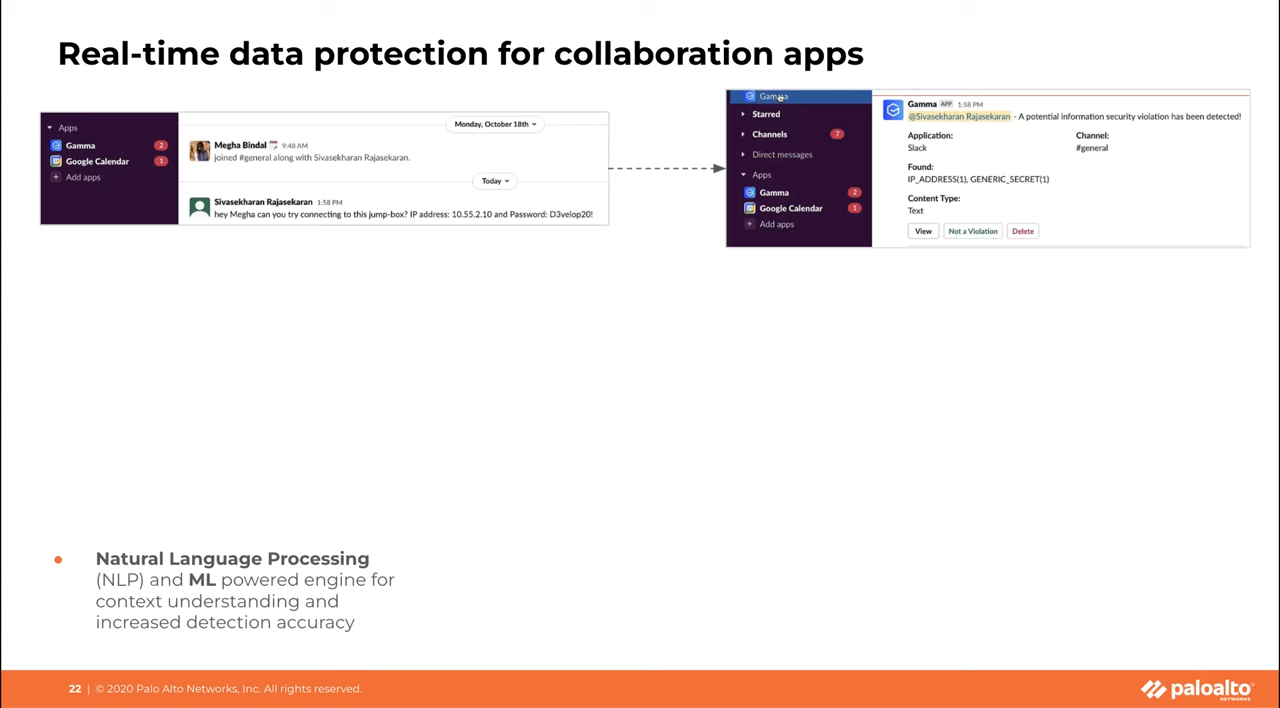 Real-time data protection for collaboration apps
Apps
Gamma 2
Google Calendar 1
+ Add apps
Monday, October 18th
Megha Bindal 9:48 AM
joined #general along with Sivasekharan Rajasekaran.
Today
Sivasekharan Rajasekaran 1:58 PM
hey Megha can you try connecting to this jump-box? IP address: 10.55.2.10 and Password: D3velop20!
Gamma
Starred
Channels 7
Direct messages
Apps
Gamma 2
Google Calendar 1
+ Add apps
Gamma APP 1:58 PM
@Sivasekharan Rajasekaran - A potential information security violation has been detected!
Application: Channel:
Slack #general
Found:
IP_ADDRESS(1), GENERIC_SECRET(1)
Content Type:
Text
View Not a Violation Delete
• Natural Language Processing
(NLP) and ML powered engine for
context understanding and
increased detection accuracy
22 | © 2020 Palo Alto Networks, Inc. All rights reserved.
paloalto
NETWORKS